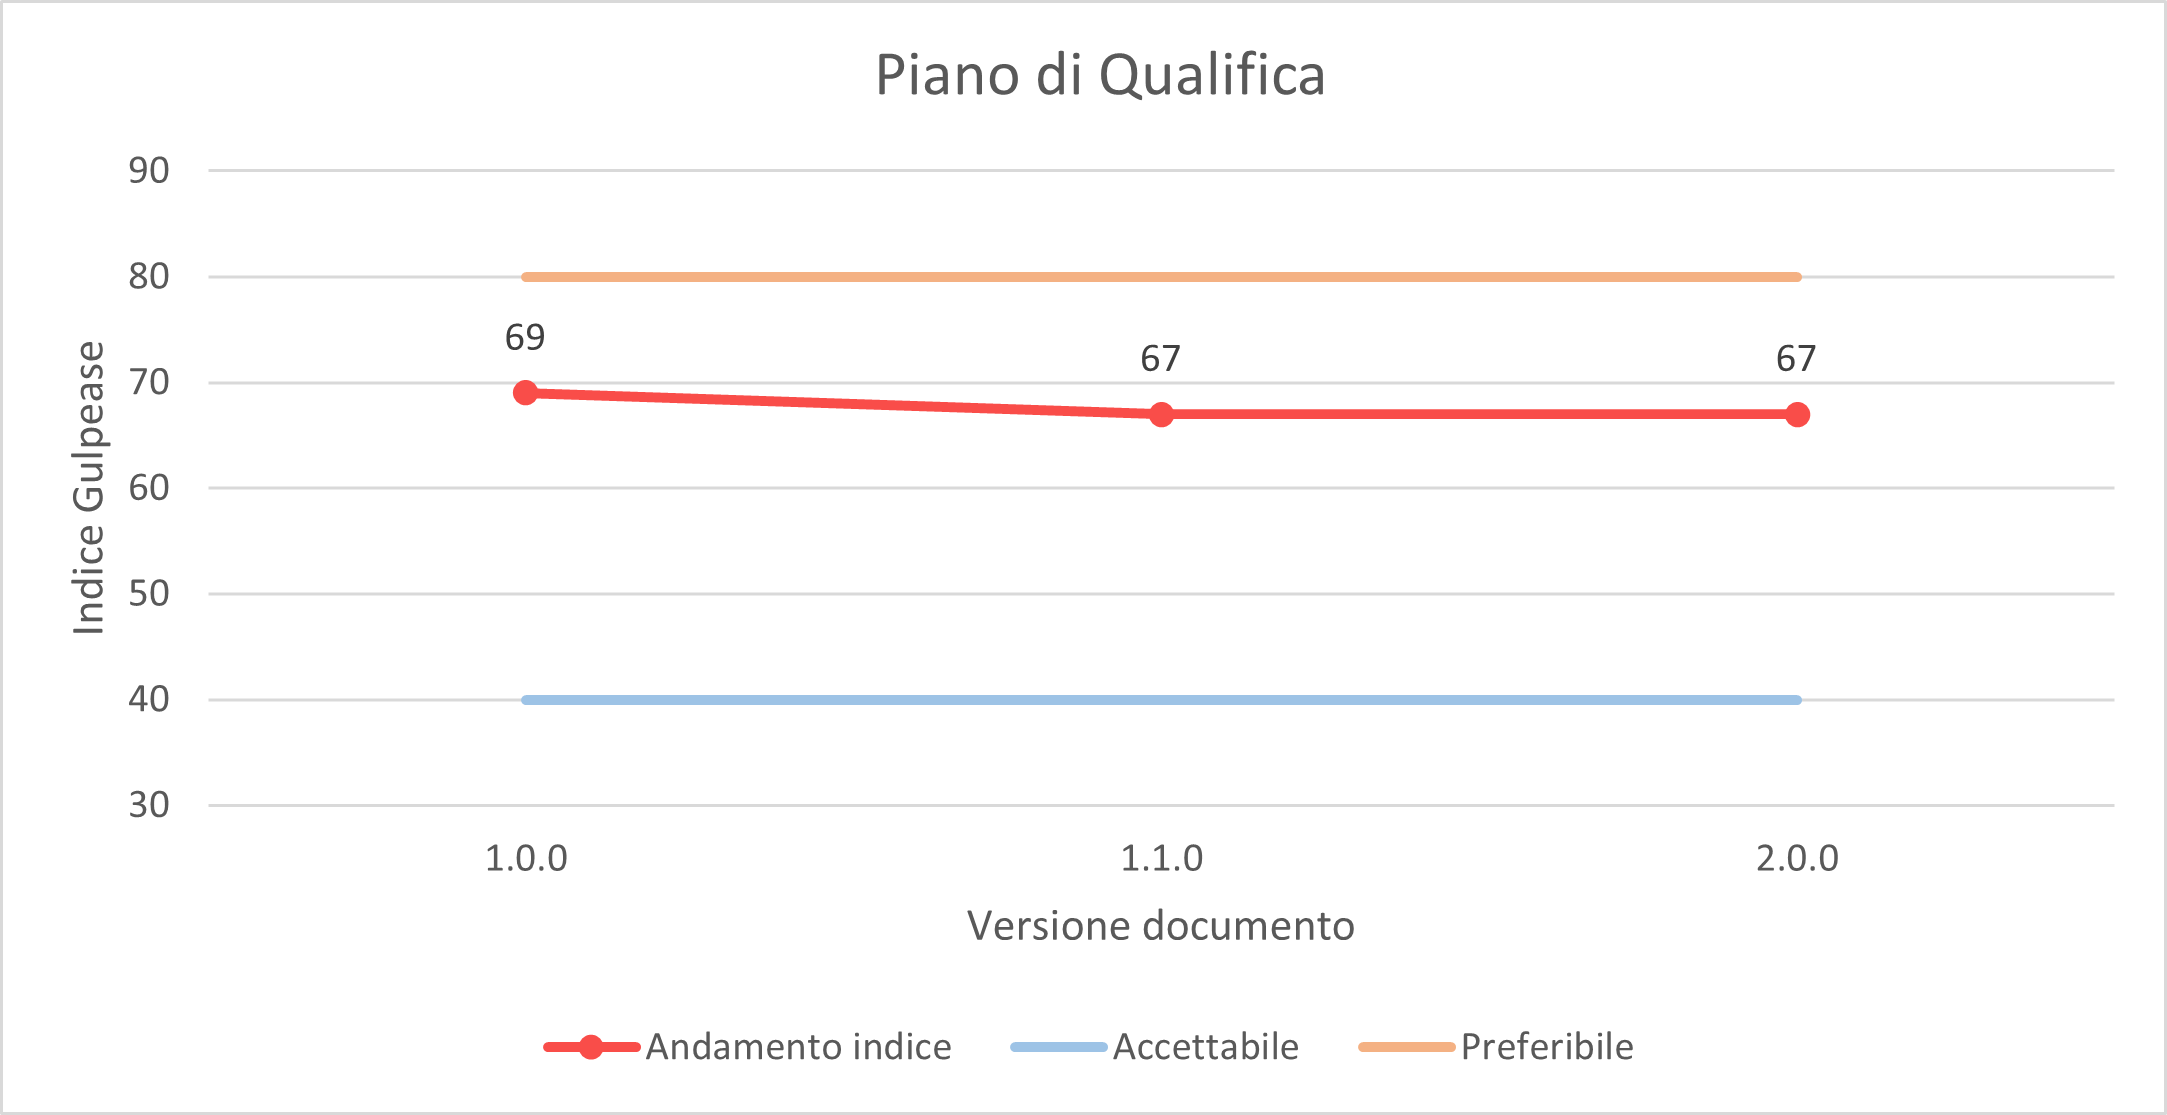 Piano di Qualifica
90
80
70
60
50
40
30
Indice Gulpease
69
67
67
1.0.0
1.1.0
2.0.0
Versione documento
Andamento indice
Accettabile
Preferibile